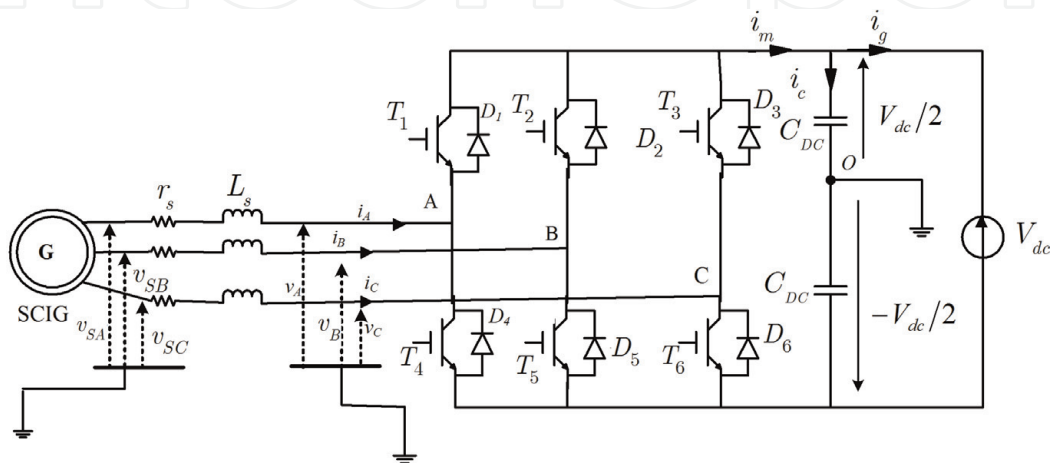 i_m
i_g
T_1
D_1
T_2
T_3
D_3
D_2
i_c
C_DC
V_dc/2
O
r_s
L_s
i_A
A
G
i_B
B
V_dc
SCIG
v_SB
v_A
i_C
C
C_DC
-V_dc/2
v_SA
v_SC
v_B
v_C
T_4
D_4
T_5
D_5
T_6
D_6